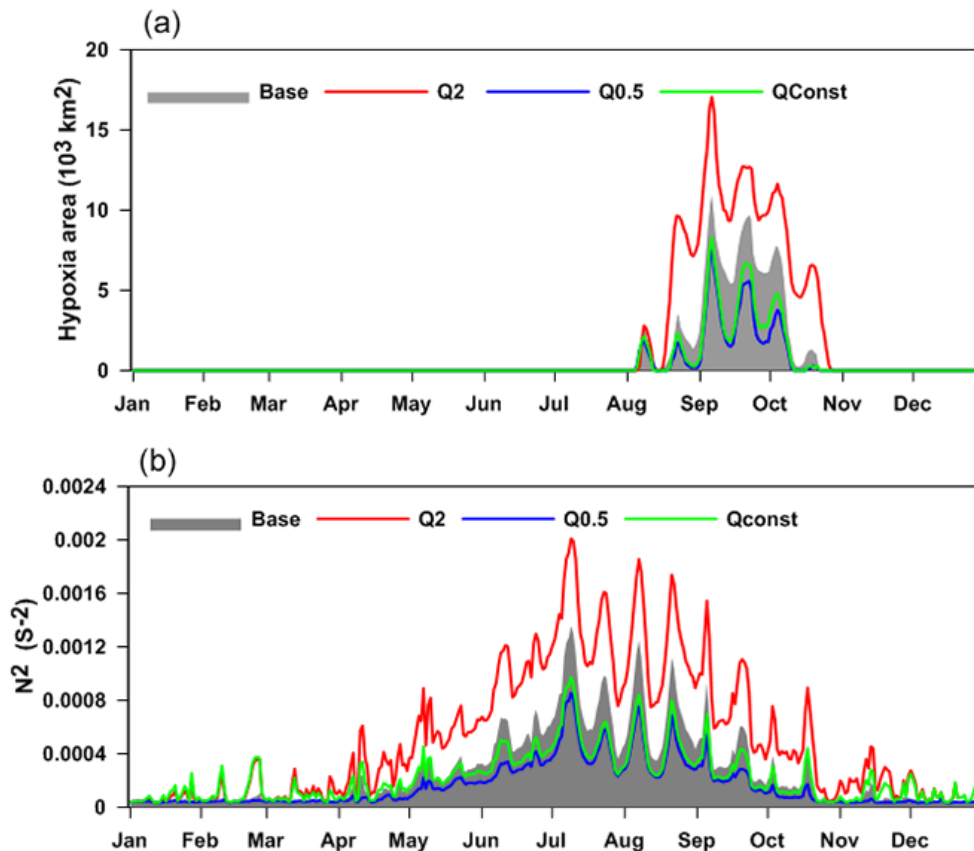 (a)
20
Base Q2 Q0.5 QConst
15
10
5
0
Hypoxia area (10³ km²)
Jan Feb Mar Apr May Jun Jul Aug Sep Oct Nov Dec
(b)
0.0024
Base Q2 Q0.5 Qconst
0.002
0.0016
0.0012
0.0008
0.0004
0
N² (S⁻²)
Jan Feb Mar Apr May Jun Jul Aug Sep Oct Nov Dec